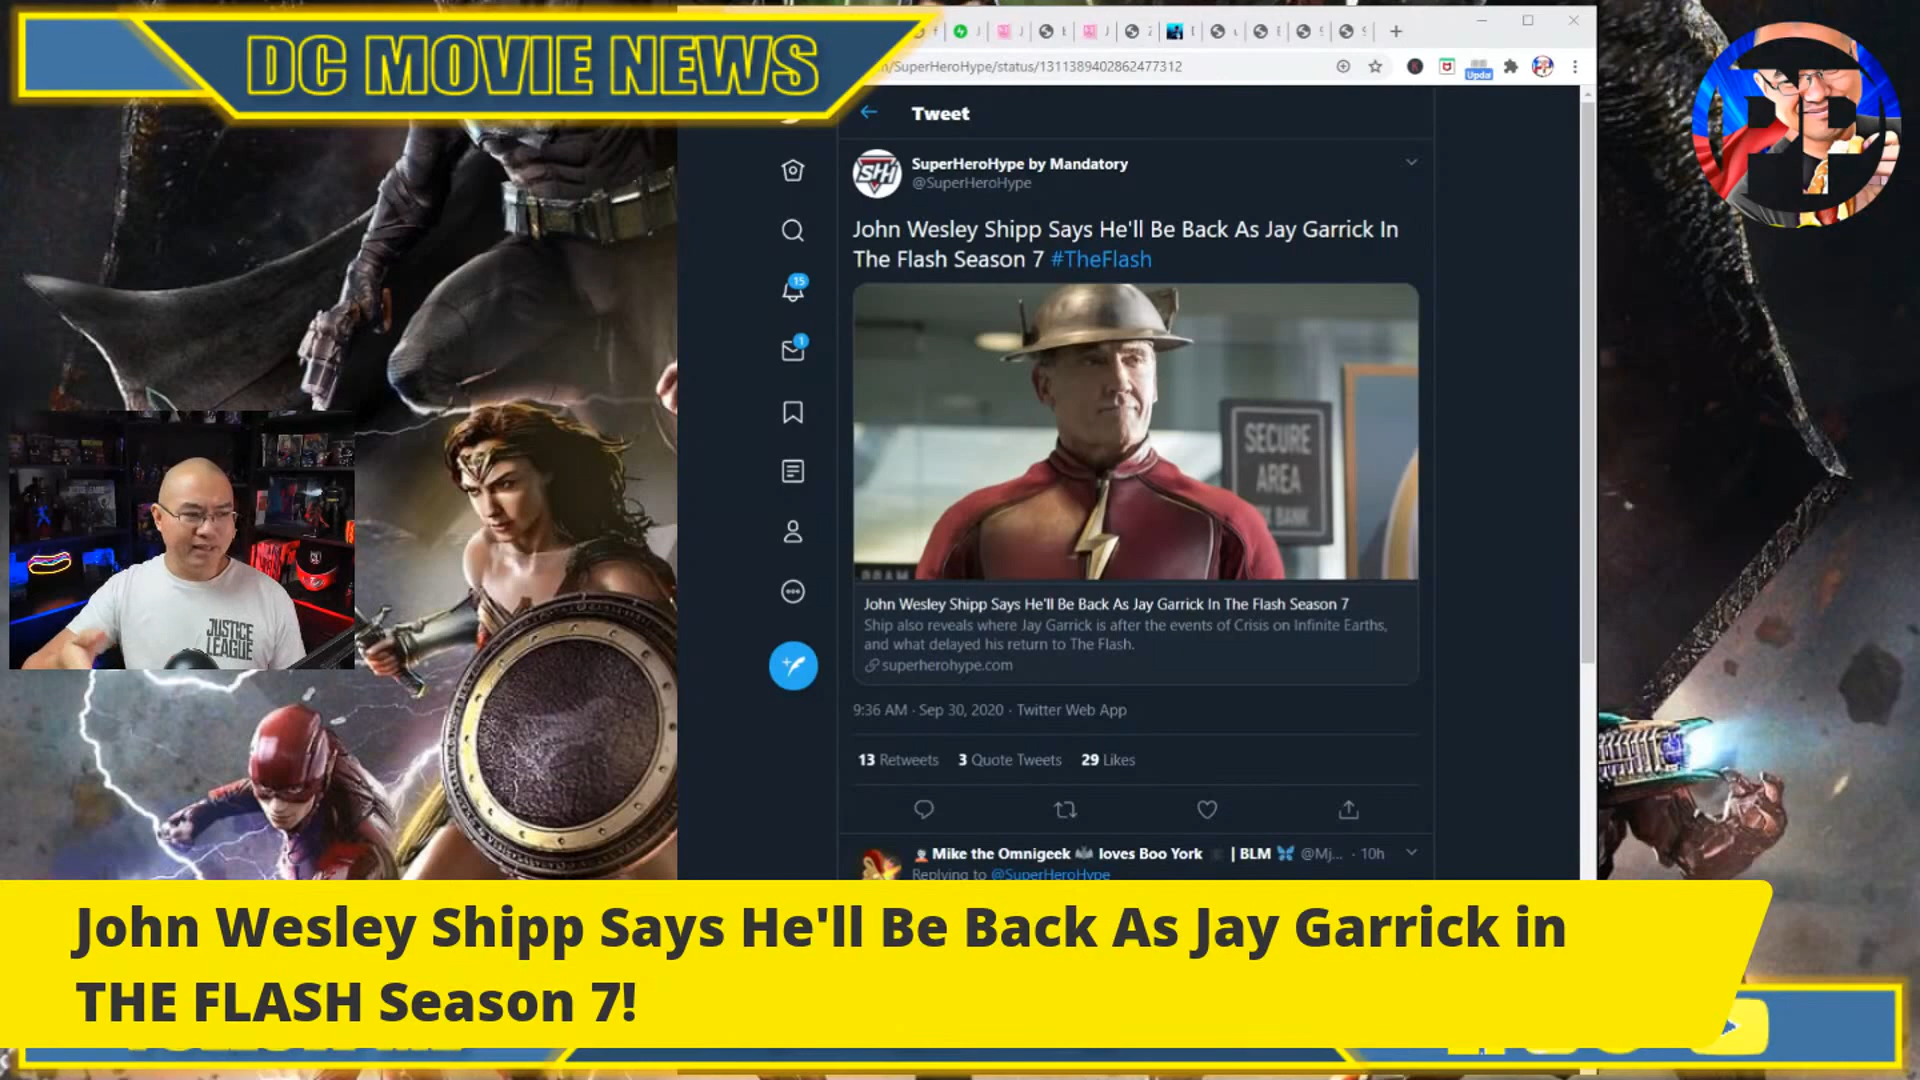 DC MOVIE NEWS
/SuperHeroHype/status/1311389402862477312
Tweet
SuperHeroHype by Mandatory
@SuperHeroHype
John Wesley Shipp Says He'll Be Back As Jay Garrick In
The Flash Season 7 #TheFlash
15
1
SHH
SECURE
AREA
BANK
JUSTICE
LEAGUE
John Wesley Shipp Says He'll Be Back As Jay Garrick In The Flash Season 7
Ship also reveals where Jay Garrick is after the events of Crisis on Infinite Earths,
and what delayed his return to The Flash.
superherohype.com
9:36 AM · Sep 30, 2020 · Twitter Web App
13 Retweets 3 Quote Tweets 29 Likes
Mike the Omnigeek loves Boo York | BLM @Mj... · 10h
Replying to @SuperHeroHype
John Wesley Shipp Says He'll Be Back As Jay Garrick in
THE FLASH Season 7!